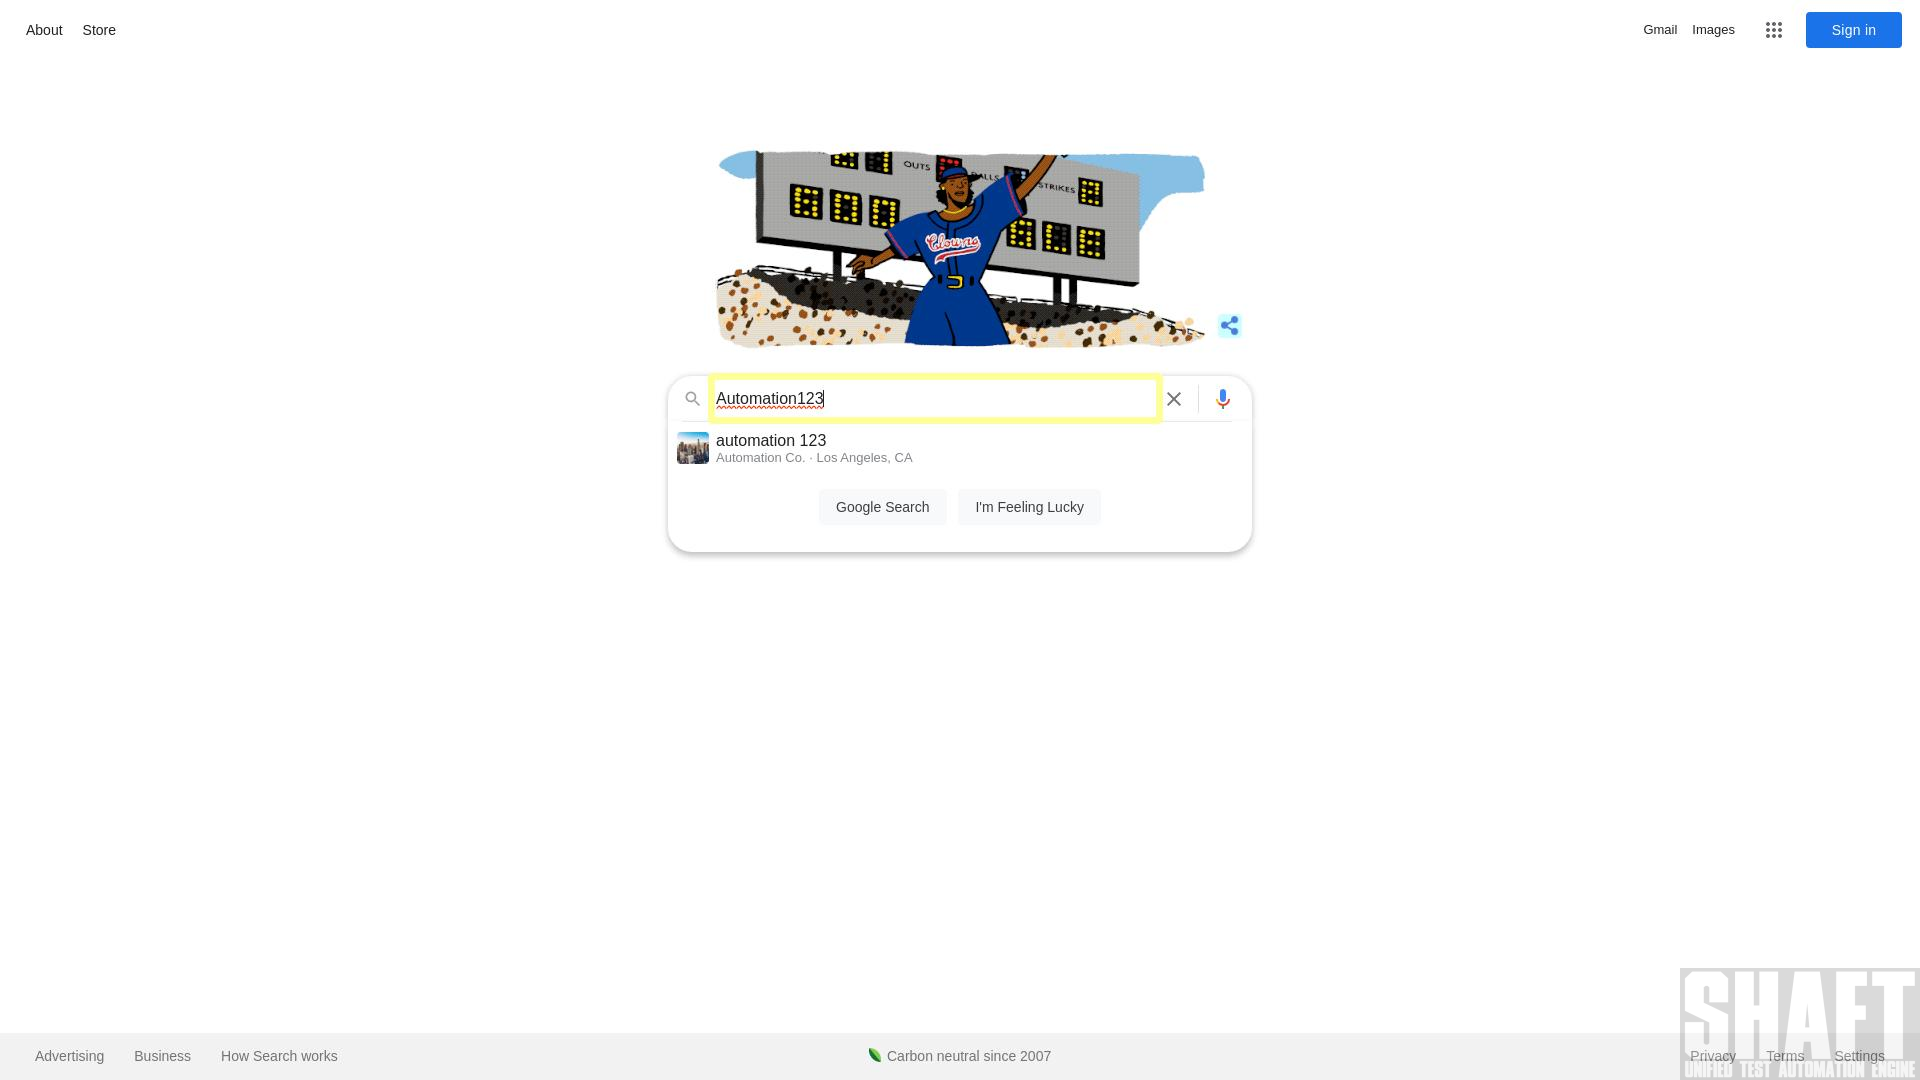 About Store
Gmail Images
Sign in
OUTS
BALLS
STRIKES
Clowns
Automation123
automation 123
Automation Co. · Los Angeles, CA
Google Search I'm Feeling Lucky
Advertising Business How Search works
Carbon neutral since 2007
Privacy Terms Settings
SHAFT
UNIFIED TEST AUTOMATION ENGINE